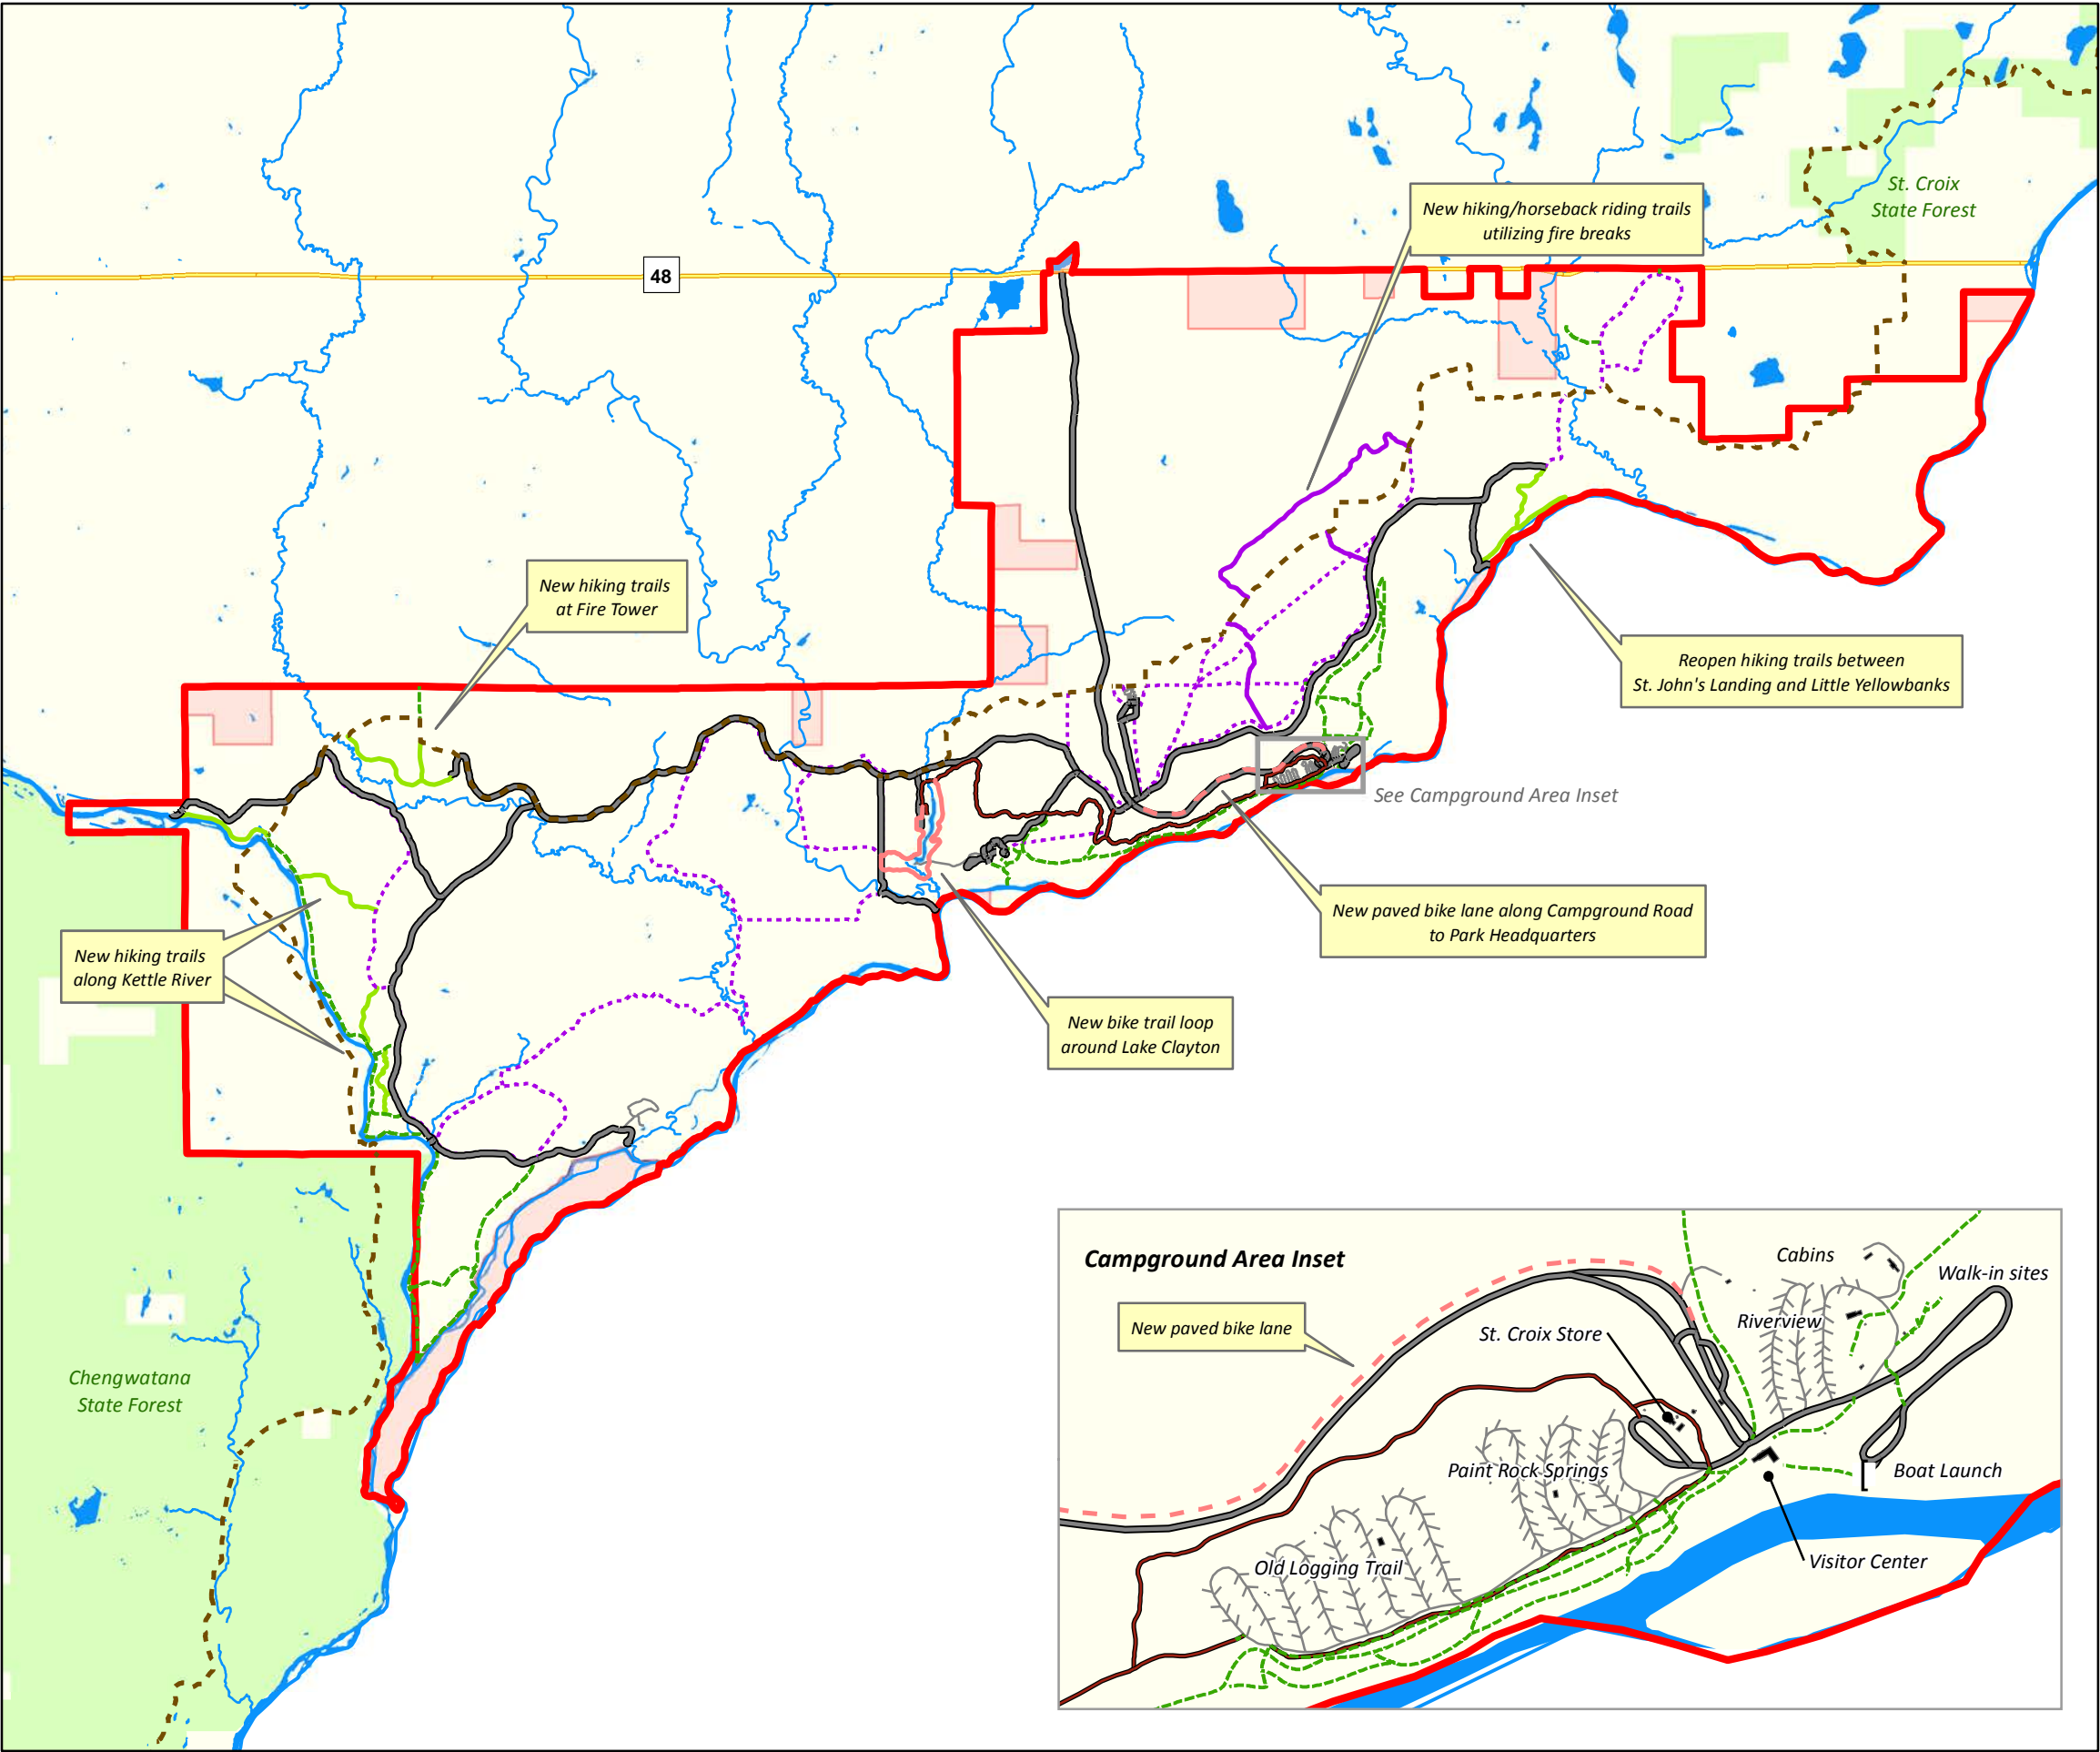 New hiking/horseback riding trails
utilizing fire breaks
St. Croix
State Forest
48
New hiking trails
at Fire Tower
Reopen hiking trails between
St. John's Landing and Little Yellowbanks
See Campground Area Inset
New paved bike lane along Campground Road
to Park Headquarters
New hiking trails
along Kettle River
New bike trail loop
around Lake Clayton
Chengwatana
State Forest
Campground Area Inset
Cabins
Walk-in sites
New paved bike lane
St. Croix Store
Riverview
Paint Rock Springs
Boat Launch
Old Logging Trail
Visitor Center